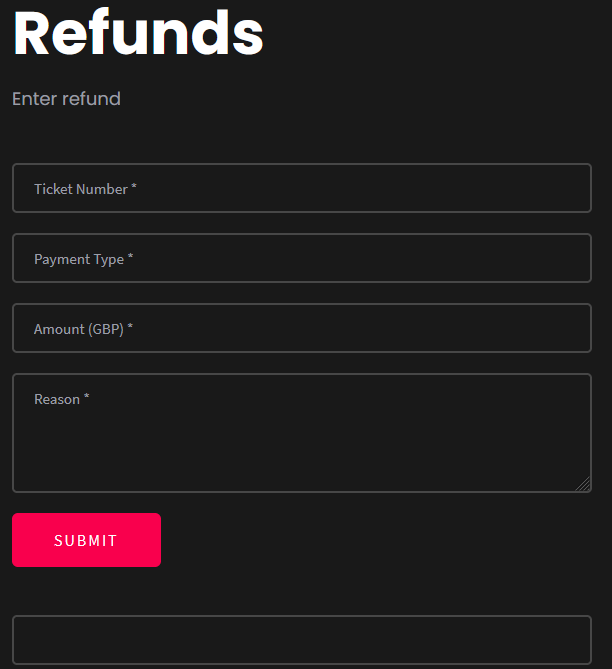 Refunds
Enter refund
Ticket Number *
Payment Type *
Amount (GBP) *
Reason *
SUBMIT